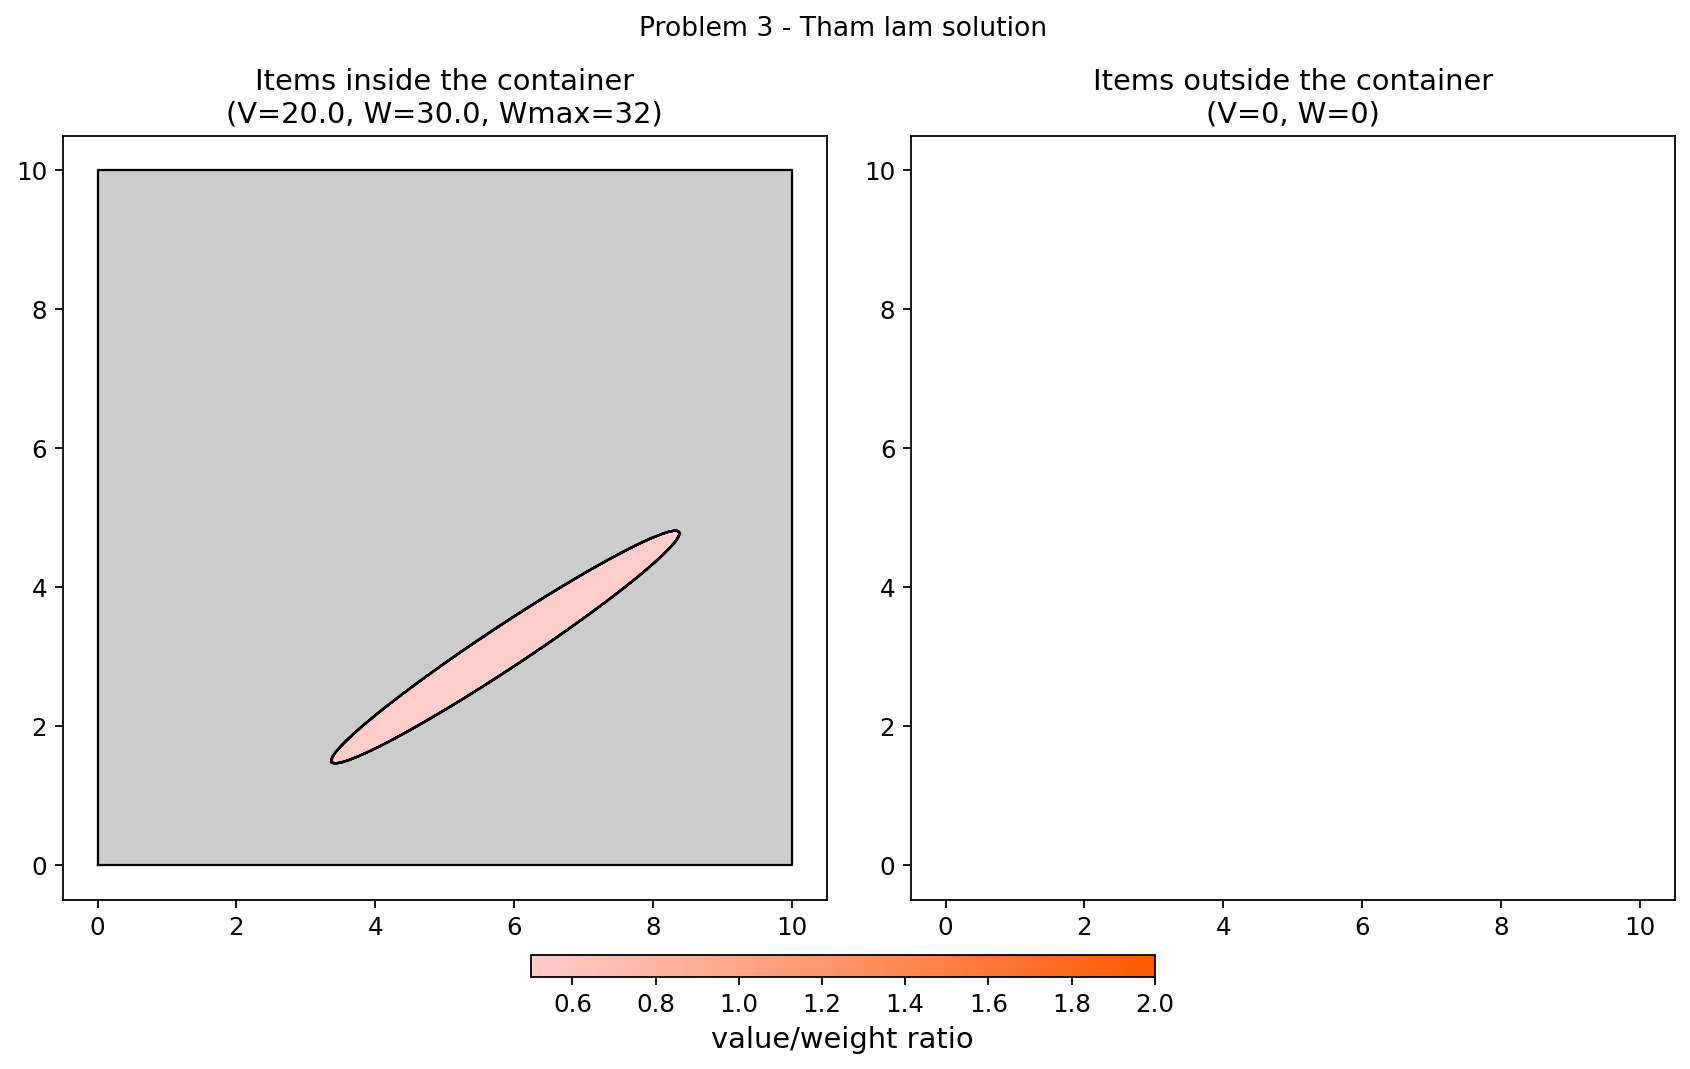 Problem 3 - Tham lam solution
Items inside the container
(V=20.0, W=30.0, Wmax=32)
10
8
6
4
2
0
0 2 4 6 8 10
Items outside the container
(V=0, W=0)
10
8
6
4
2
0
0 2 4 6 8 10
0.6 0.8 1.0 1.2 1.4 1.6 1.8 2.0
value/weight ratio